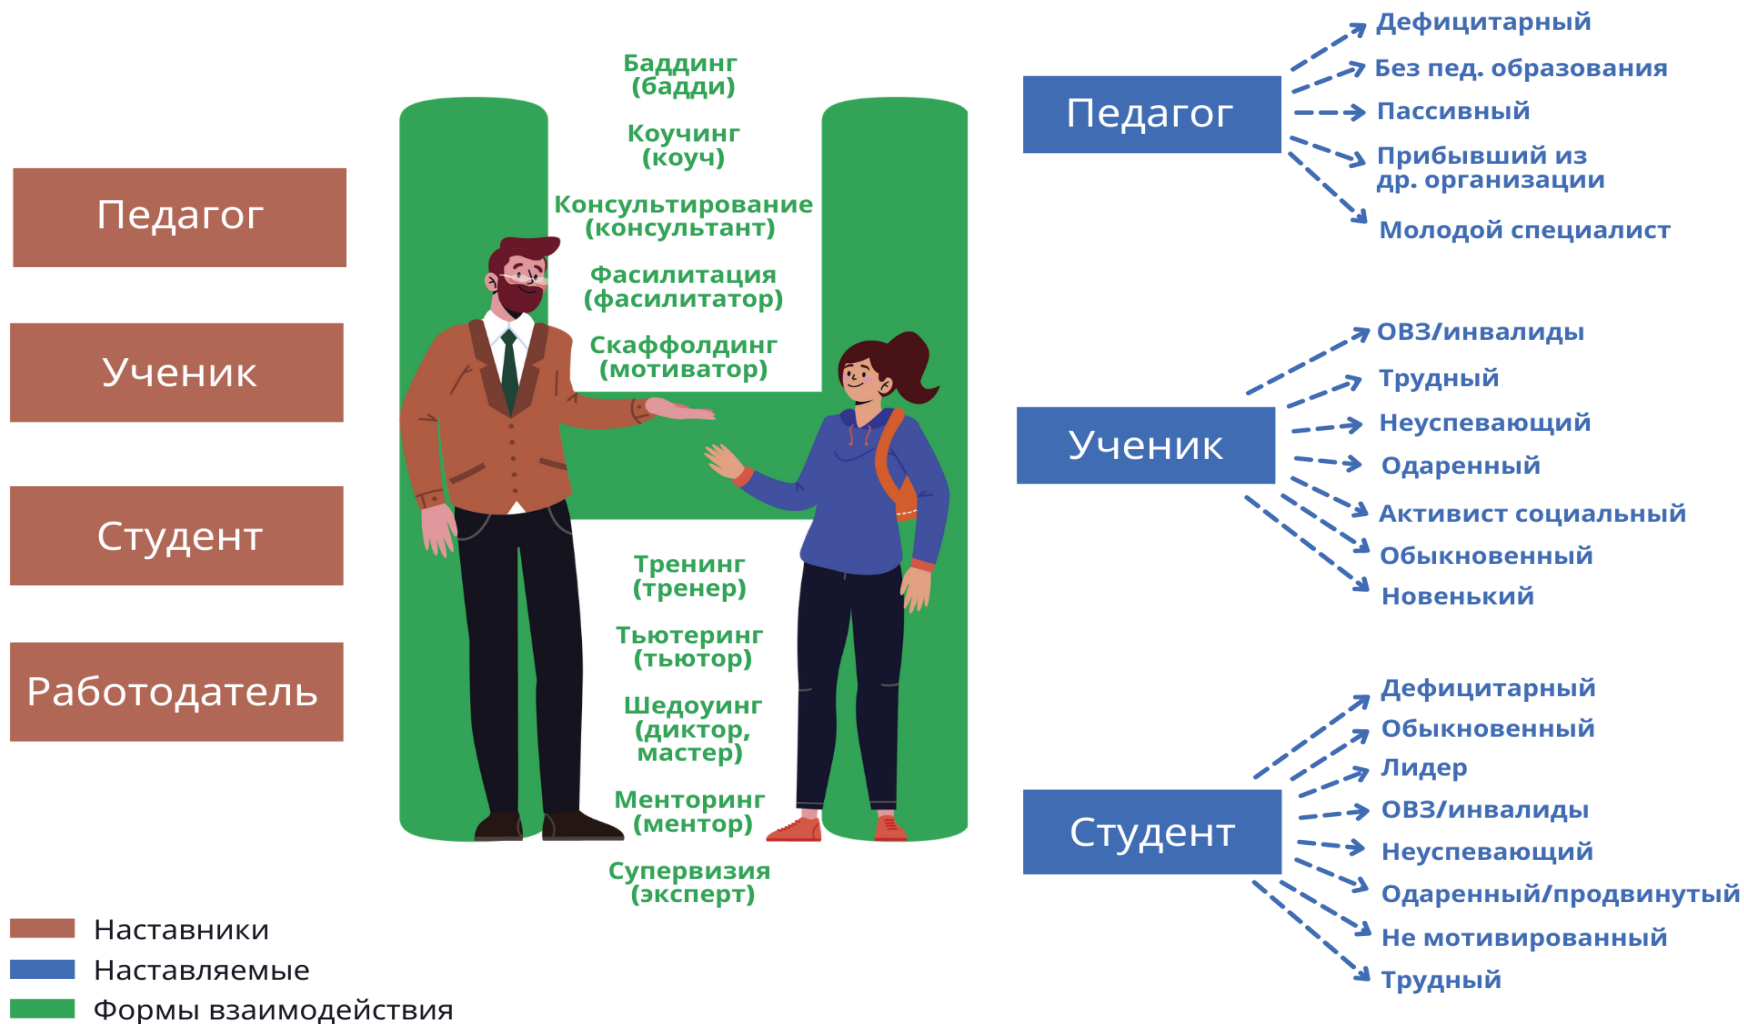 Педагог
Ученик
Студент
Работодатель
Баддинг
(бадди)
Коучинг
(коуч)
Консультирование
(консультант)
Фасилитация
(фасилитатор)
Скаффолдинг
(мотиватор)
Тренинг
(тренер)
Тьютеринг
(тьютор)
Шедоуинг
(диктор,
мастер)
Менторинг
(ментор)
Супервизия
(эксперт)
Педагог
Дефицитарный
Без пед. образования
Пассивный
Прибывший из
др. организации
Молодой специалист
Ученик
ОВЗ/инвалиды
Трудный
Неуспевающий
Одаренный
Активист социальный
Обыкновенный
Новенький
Студент
Дефицитарный
Обыкновенный
Лидер
ОВЗ/инвалиды
Неуспевающий
Одаренный/продвинутый
Не мотивированный
Трудный
Наставники
Наставляемые
Формы взаимодействия